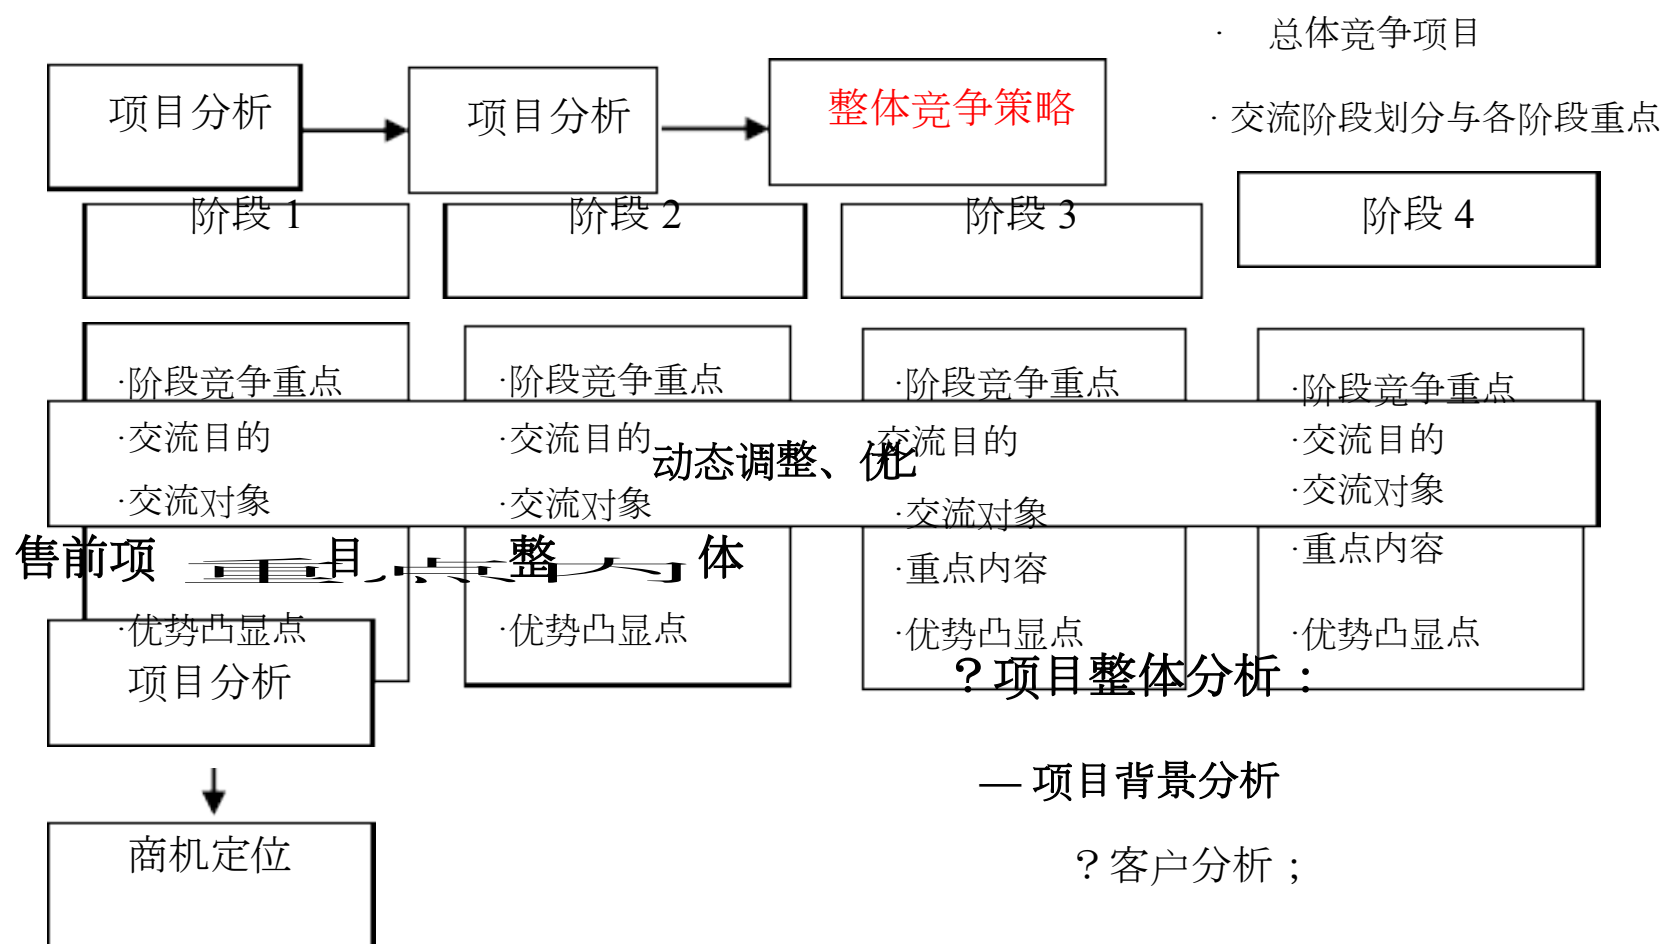 · 总体竞争项目
项目分析
项目分析
整体竞争策略
· 交流阶段划分与各阶段重点
阶段 1
阶段 2
阶段 3
阶段 4
·阶段竞争重点
·阶段竞争重点
·阶段竞争重点
·阶段竞争重点
·交流目的
·交流目的
交流目的
·交流目的
动态调整、优化
·交流对象
·交流对象
·交流对象
·交流对象
售前项 目 整 体
重点内
·重点内容
·重点内容
·优势凸显点
·优势凸显点
·优势凸显点
·优势凸显点
项目分析
?项目整体分析：
— 项目背景分析
商机定位
?客户分析；